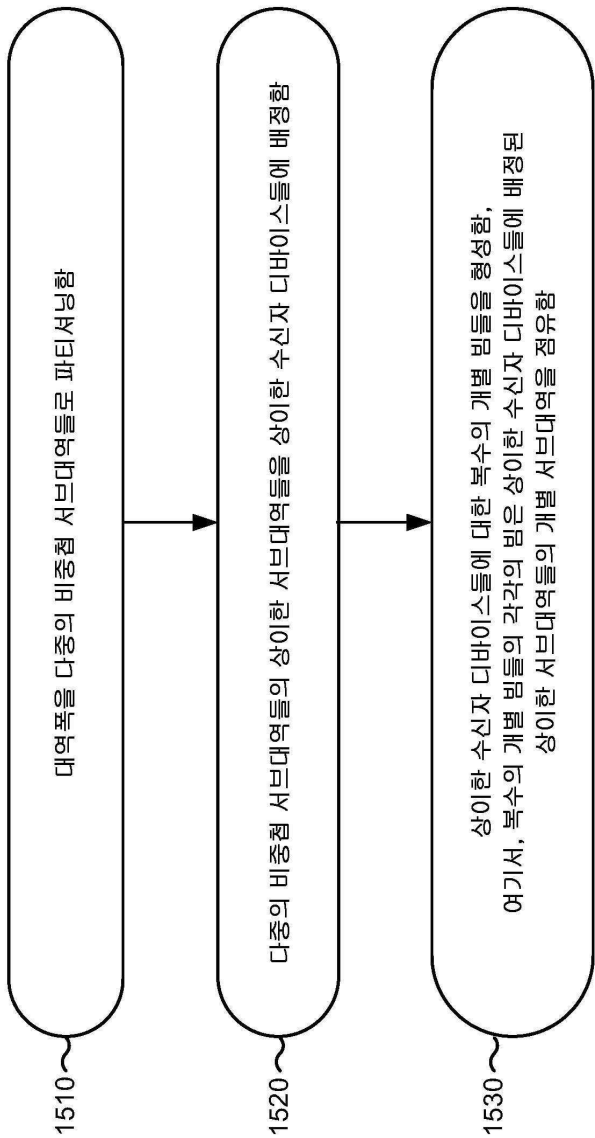 1510
대역폭을 다중의 비중첩 서브대역들로 파티셔닝함
1520
다중의 비중첩 서브대역들의 상이한 서브대역들을 상이한 수신자 디바이스들에 배정함
1530
상이한 수신자 디바이스들에 대한 복수의 개별 빔들을 형성함,
여기서, 복수의 개별 빔들의 각각의 빔은 상이한 수신자 디바이스들에 배정된
상이한 서브대역들의 개별 서브대역을 점유함